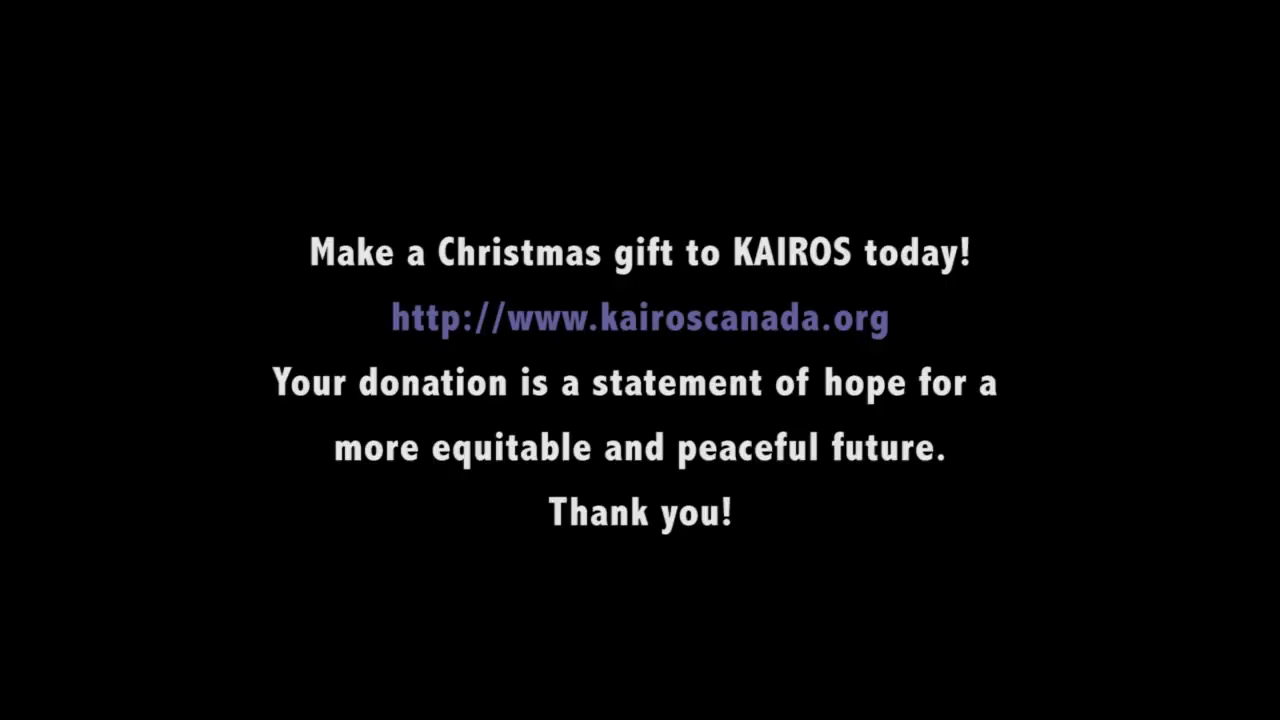 Make a Christmas gift to KAIROS today!
http://www.kairoscanada.org
Your donation is a statement of hope for a
more equitable and peaceful future.
Thank you!